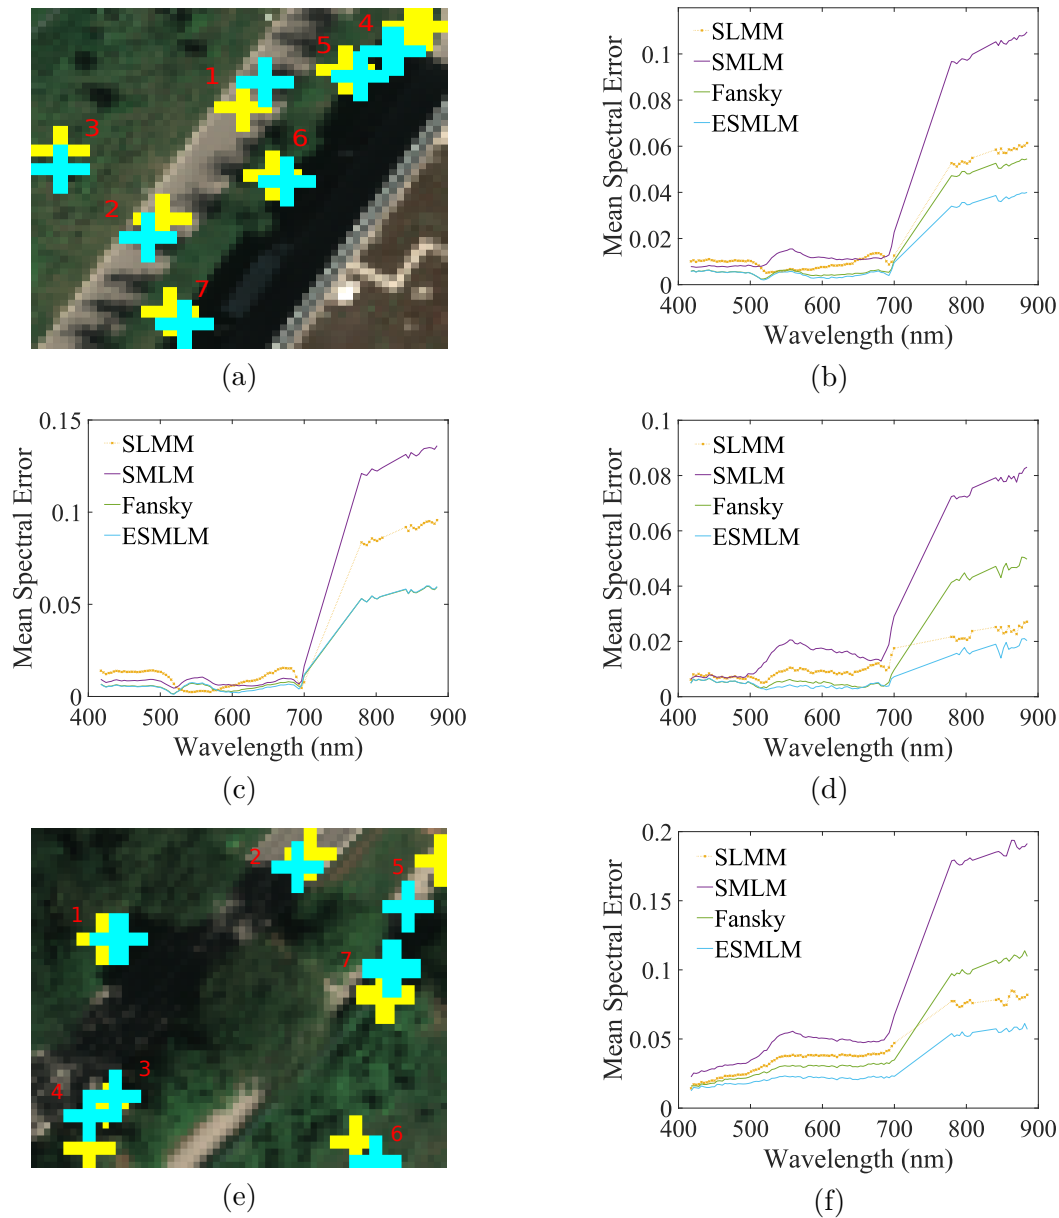 4
5
1
6
3
2
7
(a)
0.1
0.08
0.06
0.04
0.02
0
Mean Spectral Error
SLMM
SMLM
Fansky
ESMLM
400 500 600 700 800 900
Wavelength (nm)
(b)
0.15
0.1
0.05
0
Mean Spectral Error
SLMM
SMLM
Fansky
ESMLM
400 500 600 700 800 900
Wavelength (nm)
(c)
0.1
0.08
0.06
0.04
0.02
0
Mean Spectral Error
SLMM
SMLM
Fansky
ESMLM
400 500 600 700 800 900
Wavelength (nm)
(d)
2
5
1
7
3
4
6
(e)
0.2
0.15
0.1
0.05
0
Mean Spectral Error
SLMM
SMLM
Fansky
ESMLM
400 500 600 700 800 900
Wavelength (nm)
(f)